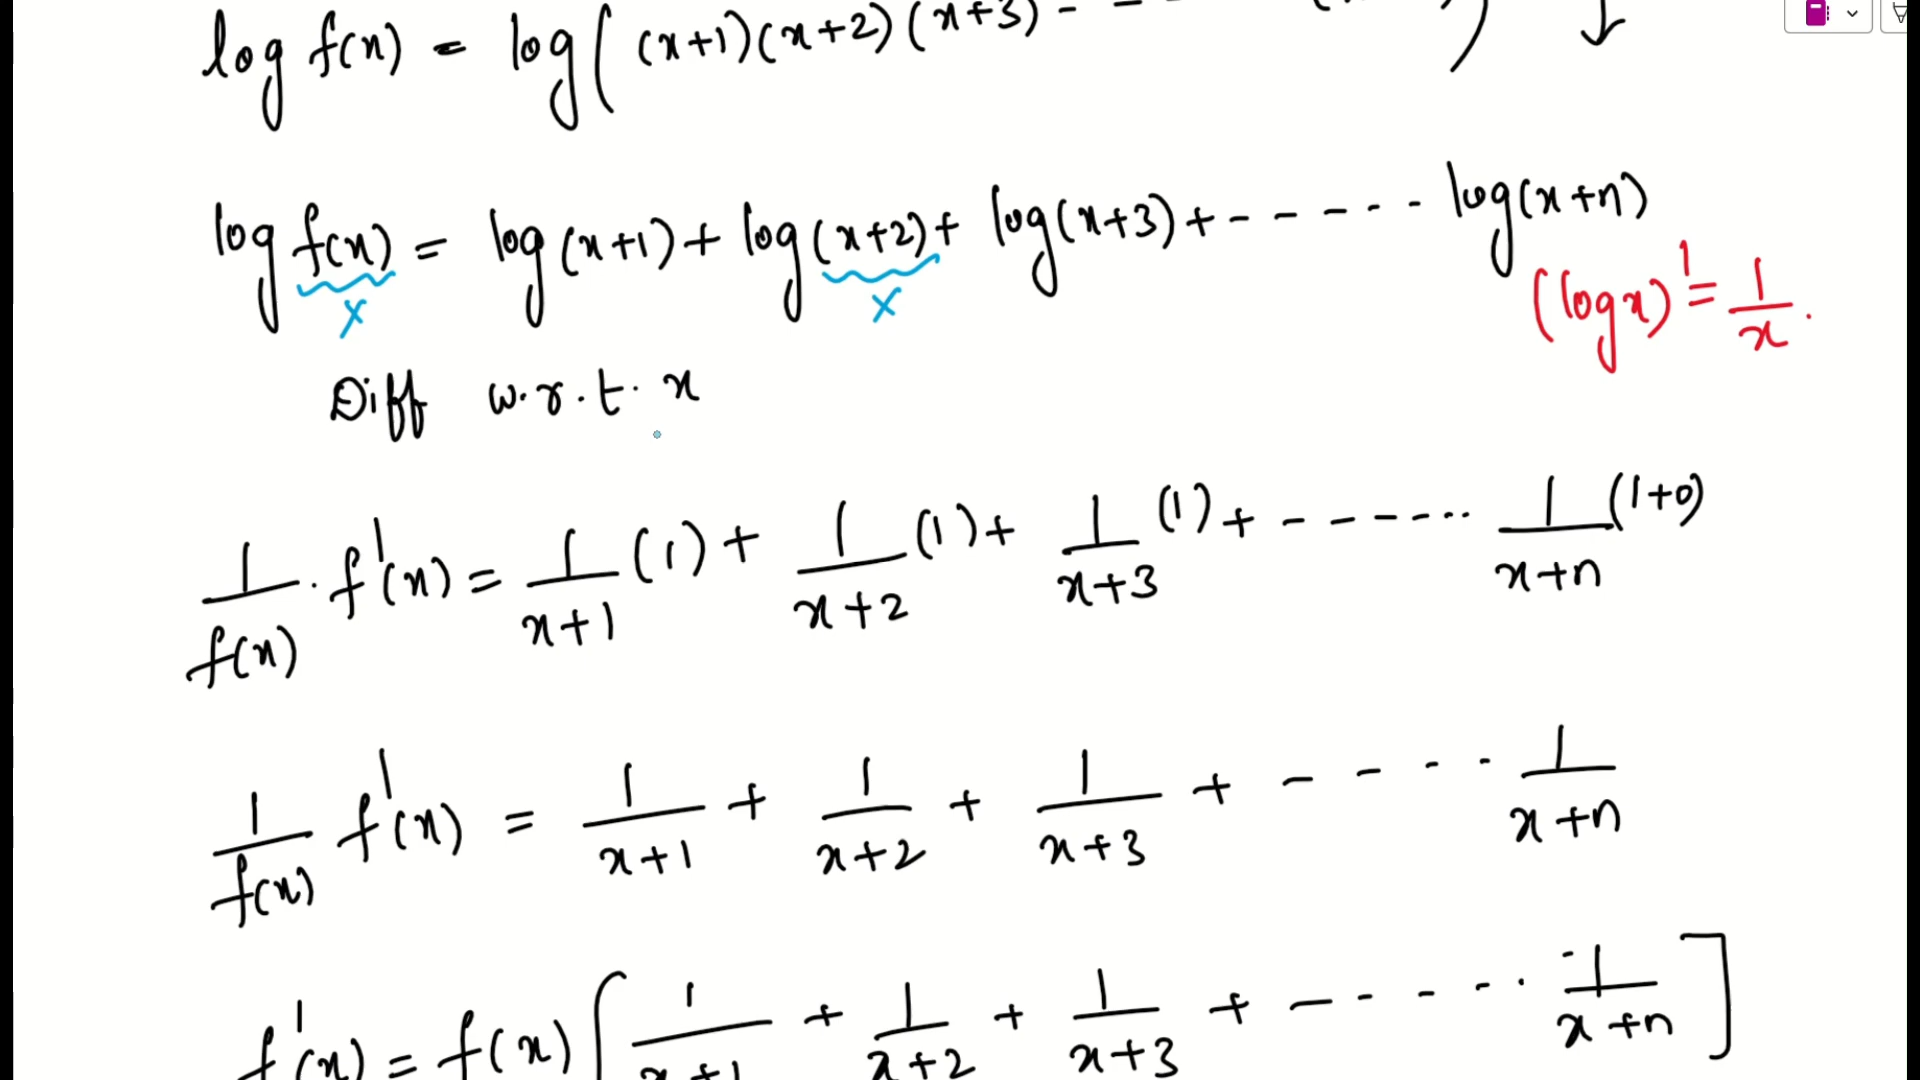 log f(x) = log( (x+1)(x+2)(x+3) - - - )
log f(x) = log(x+1) + log(x+2) + log(x+3) + - - - - - - log(x+n)
x x
(log x)' = 1/x.
Diff w.r.t. x
1/f(x) . f'(x) = 1/(x+1) (1) + 1/(x+2) (1) + 1/(x+3) (1) + - - - - - - - 1/(x+n) (1+0)
1/f(x) f'(x) = 1/(x+1) + 1/(x+2) + 1/(x+3) + - - - - 1/(x+n)
f'(x) = f(x) [ 1/(x+1) + 1/(x+2) + 1/(x+3) + - - - - - 1/(x+n) ]